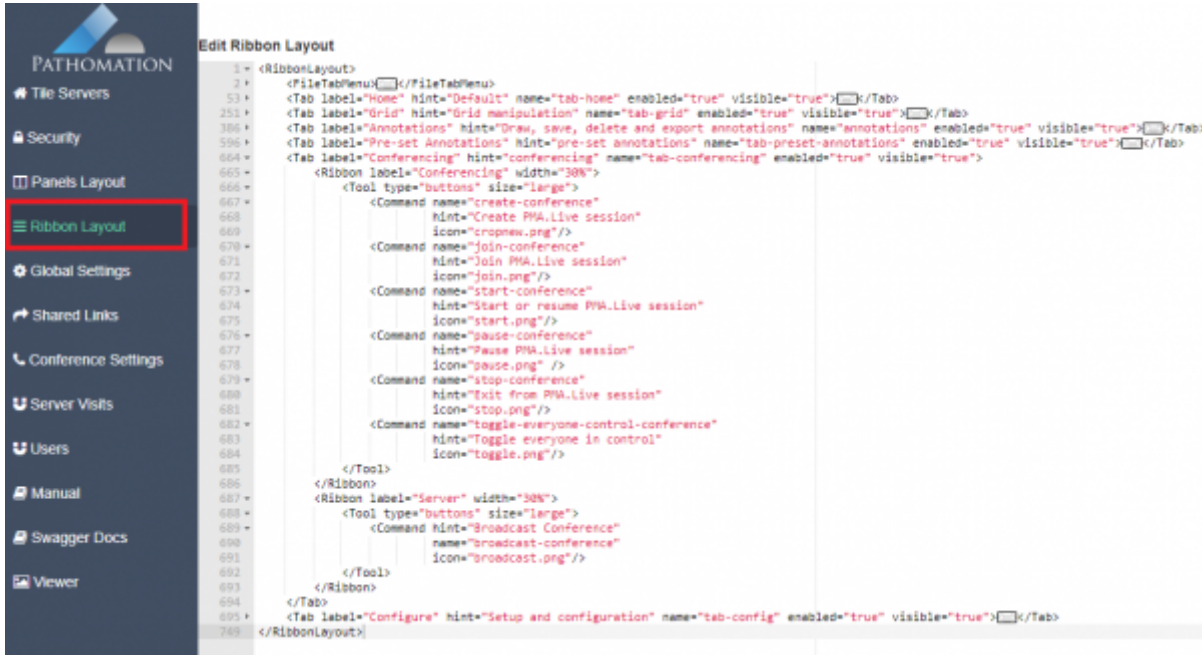 PATHOMATION
Tile Servers
Security
Panels Layout
Ribbon Layout
Global Settings
Shared Links
Conference Settings
Server Visits
Users
Manual
Swagger Docs
Viewer
Edit Ribbon Layout
1 <RibbonLayout>
2 <FileTabMenu></FileTabMenu>
53 <Tab label="Home" hint="Default" name="tab-home" enabled="true" visible="true"></Tab>
251 <Tab label="Grid" hint="Grid manipulation" name="tab-grid" enabled="true" visible="true"></Tab>
386 <Tab label="Annotations" hint="Draw, save, delete and export annotations" name="annotations" enabled="true" visible="true"></Tab>
596 <Tab label="Pre-set Annotations" hint="pre-set annotations" name="tab-preset-annotations" enabled="true" visible="true"></Tab>
664 <Tab label="Conferencing" hint="conferencing" name="tab-conferencing" enabled="true" visible="true">
665 <Ribbon label="Conferencing" width="30%">
666 <Tool type="buttons" size="large">
667 <Command name="create-conference"
668 hint="Create PMA.Live session"
669 icon="cropnew.png"/>
670 <Command name="join-conference"
671 hint="Join PMA.Live session"
672 icon="join.png"/>
673 <Command name="start-conference"
674 hint="Start or resume PMA.Live session"
675 icon="start.png"/>
676 <Command name="pause-conference"
677 hint="Pause PMA.Live session"
678 icon="pause.png" />
679 <Command name="stop-conference"
680 hint="Exit from PMA.Live session"
681 icon="stop.png"/>
682 <Command name="toggle-everyone-control-conference"
683 hint="Toggle everyone in control"
684 icon="toggle.png"/>
685 </Tool>
686 </Ribbon>
687 <Ribbon label="Server" width="30%">
688 <Tool type="buttons" size="large">
689 <Command hint="Broadcast Conference"
690 name="broadcast-conference"
691 icon="broadcast.png"/>
692 </Tool>
693 </Ribbon>
694 </Tab>
695 <Tab label="Configure" hint="Setup and configuration" name="tab-config" enabled="true" visible="true"></Tab>
749 </RibbonLayout>